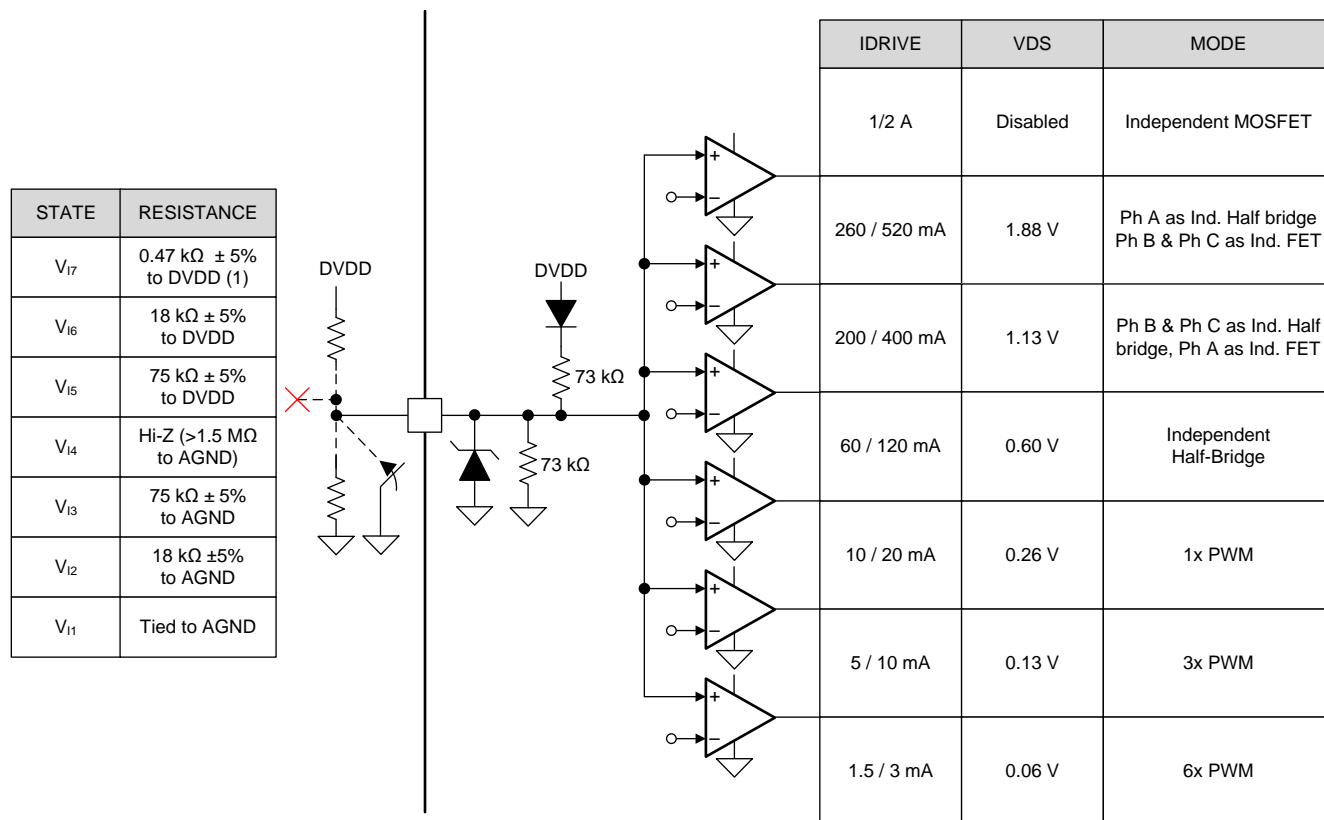 IDRIVE VDS MODE
1/2 A Disabled Independent MOSFET
260 / 520 mA 1.88 V Ph A as Ind. Half bridge
Ph B & Ph C as Ind. FET
200 / 400 mA 1.13 V Ph B & Ph C as Ind. Half
bridge, Ph A as Ind. FET
60 / 120 mA 0.60 V Independent
Half-Bridge
10 / 20 mA 0.26 V 1x PWM
5 / 10 mA 0.13 V 3x PWM
1.5 / 3 mA 0.06 V 6x PWM
STATE RESISTANCE
VI7 0.47 kΩ ± 5%
to DVDD (1)
VI6 18 kΩ ± 5%
to DVDD
VI5 75 kΩ ± 5%
to DVDD
VI4 Hi-Z (>1.5 MΩ
to AGND)
VI3 75 kΩ ± 5%
to AGND
VI2 18 kΩ ±5%
to AGND
VI1 Tied to AGND
DVDD
DVDD
73 kΩ
73 kΩ
+
−
+
−
+
−
+
−
+
−
+
−